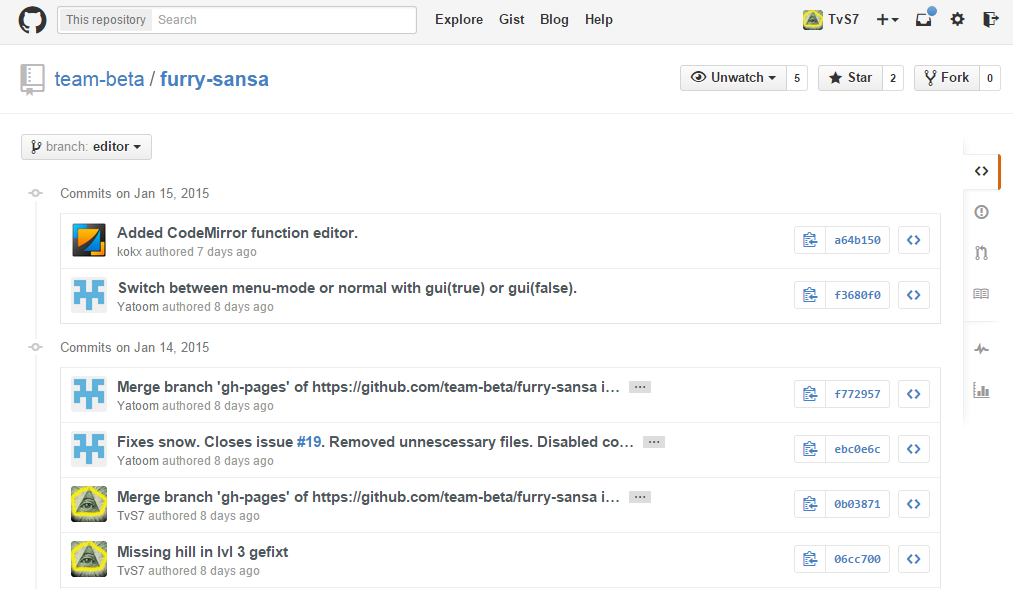 This repository Search Explore Gist Blog Help TvS7
team-beta / furry-sansa Unwatch 5 Star 2 Fork 0
branch: editor
Commits on Jan 15, 2015
Added CodeMirror function editor.
kokx authored 7 days ago
a64b150
Switch between menu-mode or normal with gui(true) or gui(false).
Yatoom authored 8 days ago
f3680f0
Commits on Jan 14, 2015
Merge branch 'gh-pages' of https://github.com/team-beta/furry-sansa i… …
Yatoom authored 8 days ago
f772957
Fixes snow. Closes issue #19. Removed unnescessary files. Disabled co… …
Yatoom authored 8 days ago
ebc0e6c
Merge branch 'gh-pages' of https://github.com/team-beta/furry-sansa i… …
TvS7 authored 8 days ago
0b03871
Missing hill in lvl 3 gefixt
TvS7 authored 8 days ago
06cc700